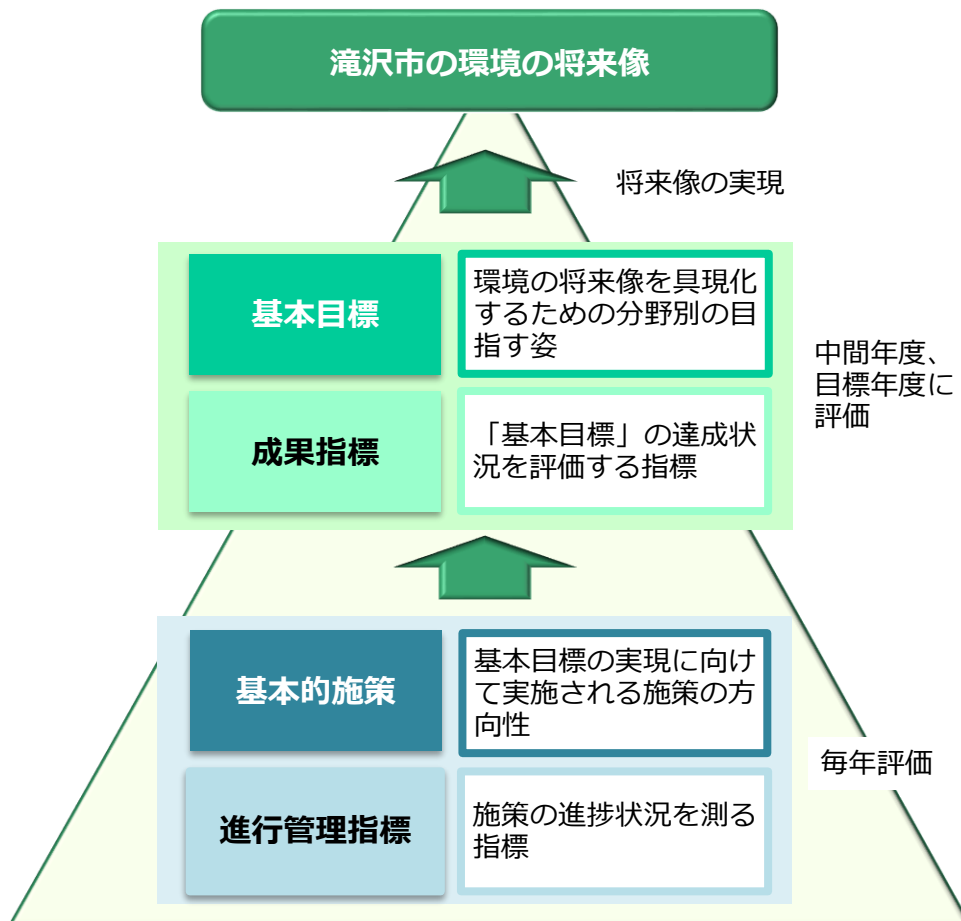 滝沢市の環境の将来像
将来像の実現
基本目標
環境の将来像を具現化
するための分野別の目
指す姿
中間年度、
目標年度に
評価
成果指標
「基本目標」の達成状
況を評価する指標
基本的施策
基本目標の実現に向け
て実施される施策の方
向性
毎年評価
進行管理指標
施策の進捗状況を測る
指標